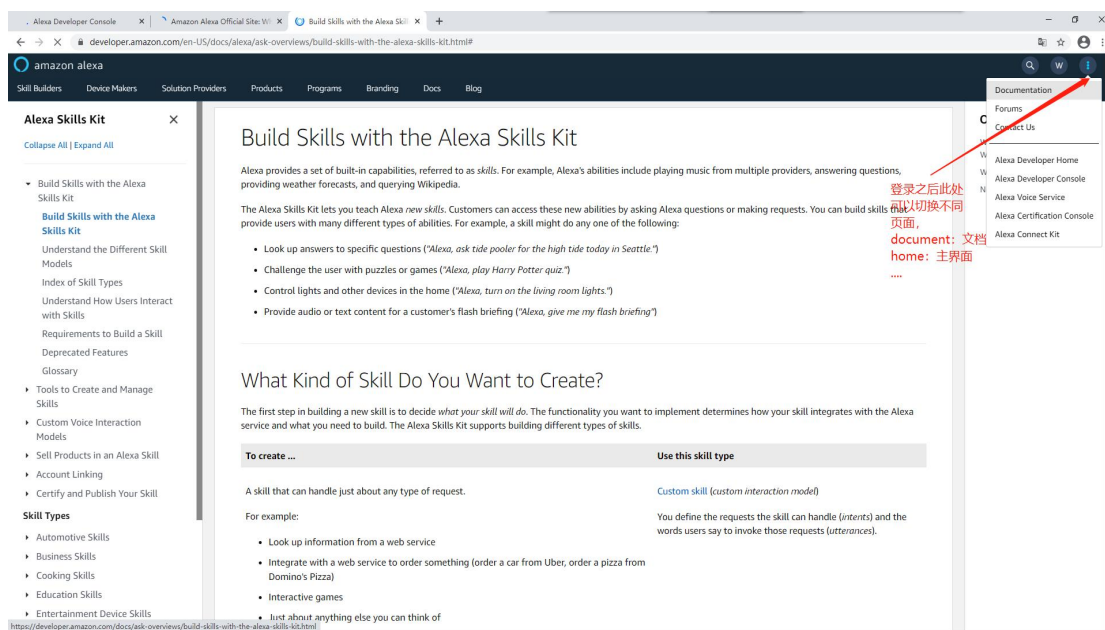 Alexa Developer Console
Amazon Alexa Official Site: Wh
Build Skills with the Alexa Skil
developer.amazon.com/en-US/docs/alexa/ask-overviews/build-skills-with-the-alexa-skills-kit.html#
amazon alexa
W
Skill Builders Device Makers Solution Providers Products Programs Branding Docs Blog
Documentation
Forums
Contact Us
Alexa Developer Home
Alexa Developer Console
Alexa Voice Service
Alexa Certification Console
Alexa Connect Kit
Alexa Skills Kit
Collapse All | Expand All
Build Skills with the Alexa
Skills Kit
Build Skills with the Alexa
Skills Kit
Understand the Different Skill
Models
Index of Skill Types
Understand How Users Interact
with Skills
Requirements to Build a Skill
Deprecated Features
Glossary
Tools to Create and Manage
Skills
Custom Voice Interaction
Models
Sell Products in an Alexa Skill
Account Linking
Certify and Publish Your Skill
Skill Types
Automotive Skills
Business Skills
Cooking Skills
Education Skills
Entertainment Device Skills
https://developer.amazon.com/docs/ask-overviews/build-skills-with-the-alexa-skills-kit.html
Build Skills with the Alexa Skills Kit
Alexa provides a set of built-in capabilities, referred to as skills. For example, Alexa's abilities include playing music from multiple providers, answering questions,
providing weather forecasts, and querying Wikipedia.
The Alexa Skills Kit lets you teach Alexa new skills. Customers can access these new abilities by asking Alexa questions or making requests. You can build skills that
provide users with many different types of abilities. For example, a skill might do any one of the following:
• Look up answers to specific questions ("Alexa, ask tide pooler for the high tide today in Seattle.")
• Challenge the user with puzzles or games ("Alexa, play Harry Potter quiz.")
• Control lights and other devices in the home ("Alexa, turn on the living room lights.")
• Provide audio or text content for a customer's flash briefing ("Alexa, give me my flash briefing")
登录之后此处
可以切换不同
页面，
document：文档
home：主界面
....
What Kind of Skill Do You Want to Create?
The first step in building a new skill is to decide what your skill will do. The functionality you want to implement determines how your skill integrates with the Alexa
service and what you need to build. The Alexa Skills Kit supports building different types of skills.
To create ... Use this skill type
A skill that can handle just about any type of request. Custom skill (custom interaction model)
For example: You define the requests the skill can handle (intents) and the
words users say to invoke those requests (utterances).
• Look up information from a web service
• Integrate with a web service to order something (order a car from Uber, order a pizza from
Domino's Pizza)
• Interactive games
• Just about anything else you can think of